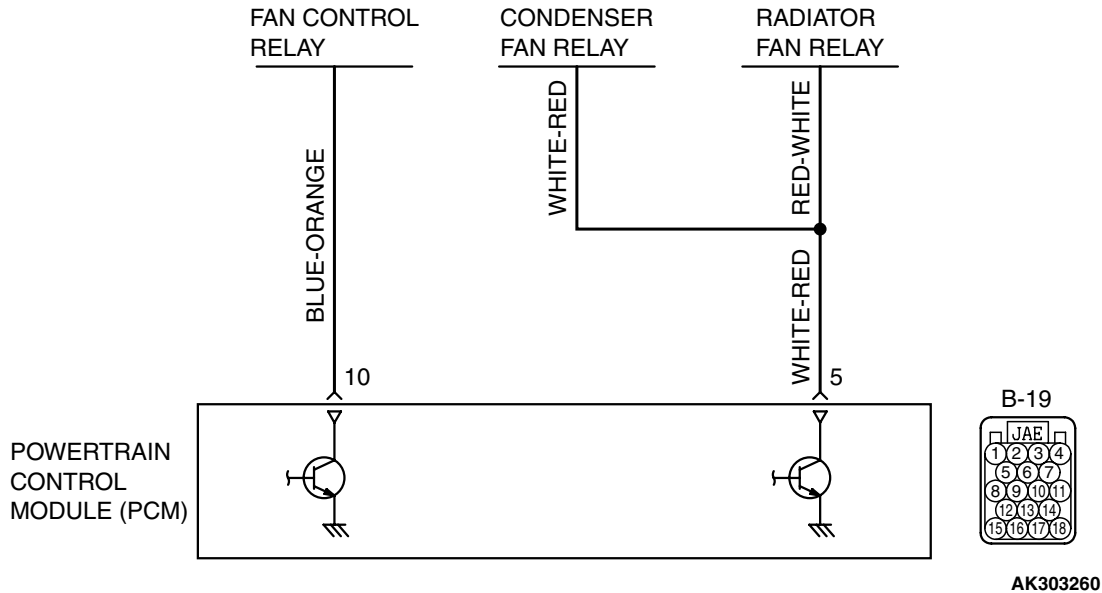 FAN CONTROL
RELAY
CONDENSER
FAN RELAY
RADIATOR
FAN RELAY
BLUE-ORANGE
WHITE-RED
RED-WHITE
WHITE-RED
10
5
POWERTRAIN
CONTROL
MODULE (PCM)
B-19
JAE
1 2 3 4
5 6 7
8 9 10 11
12 13 14
15 16 17 18
AK303260